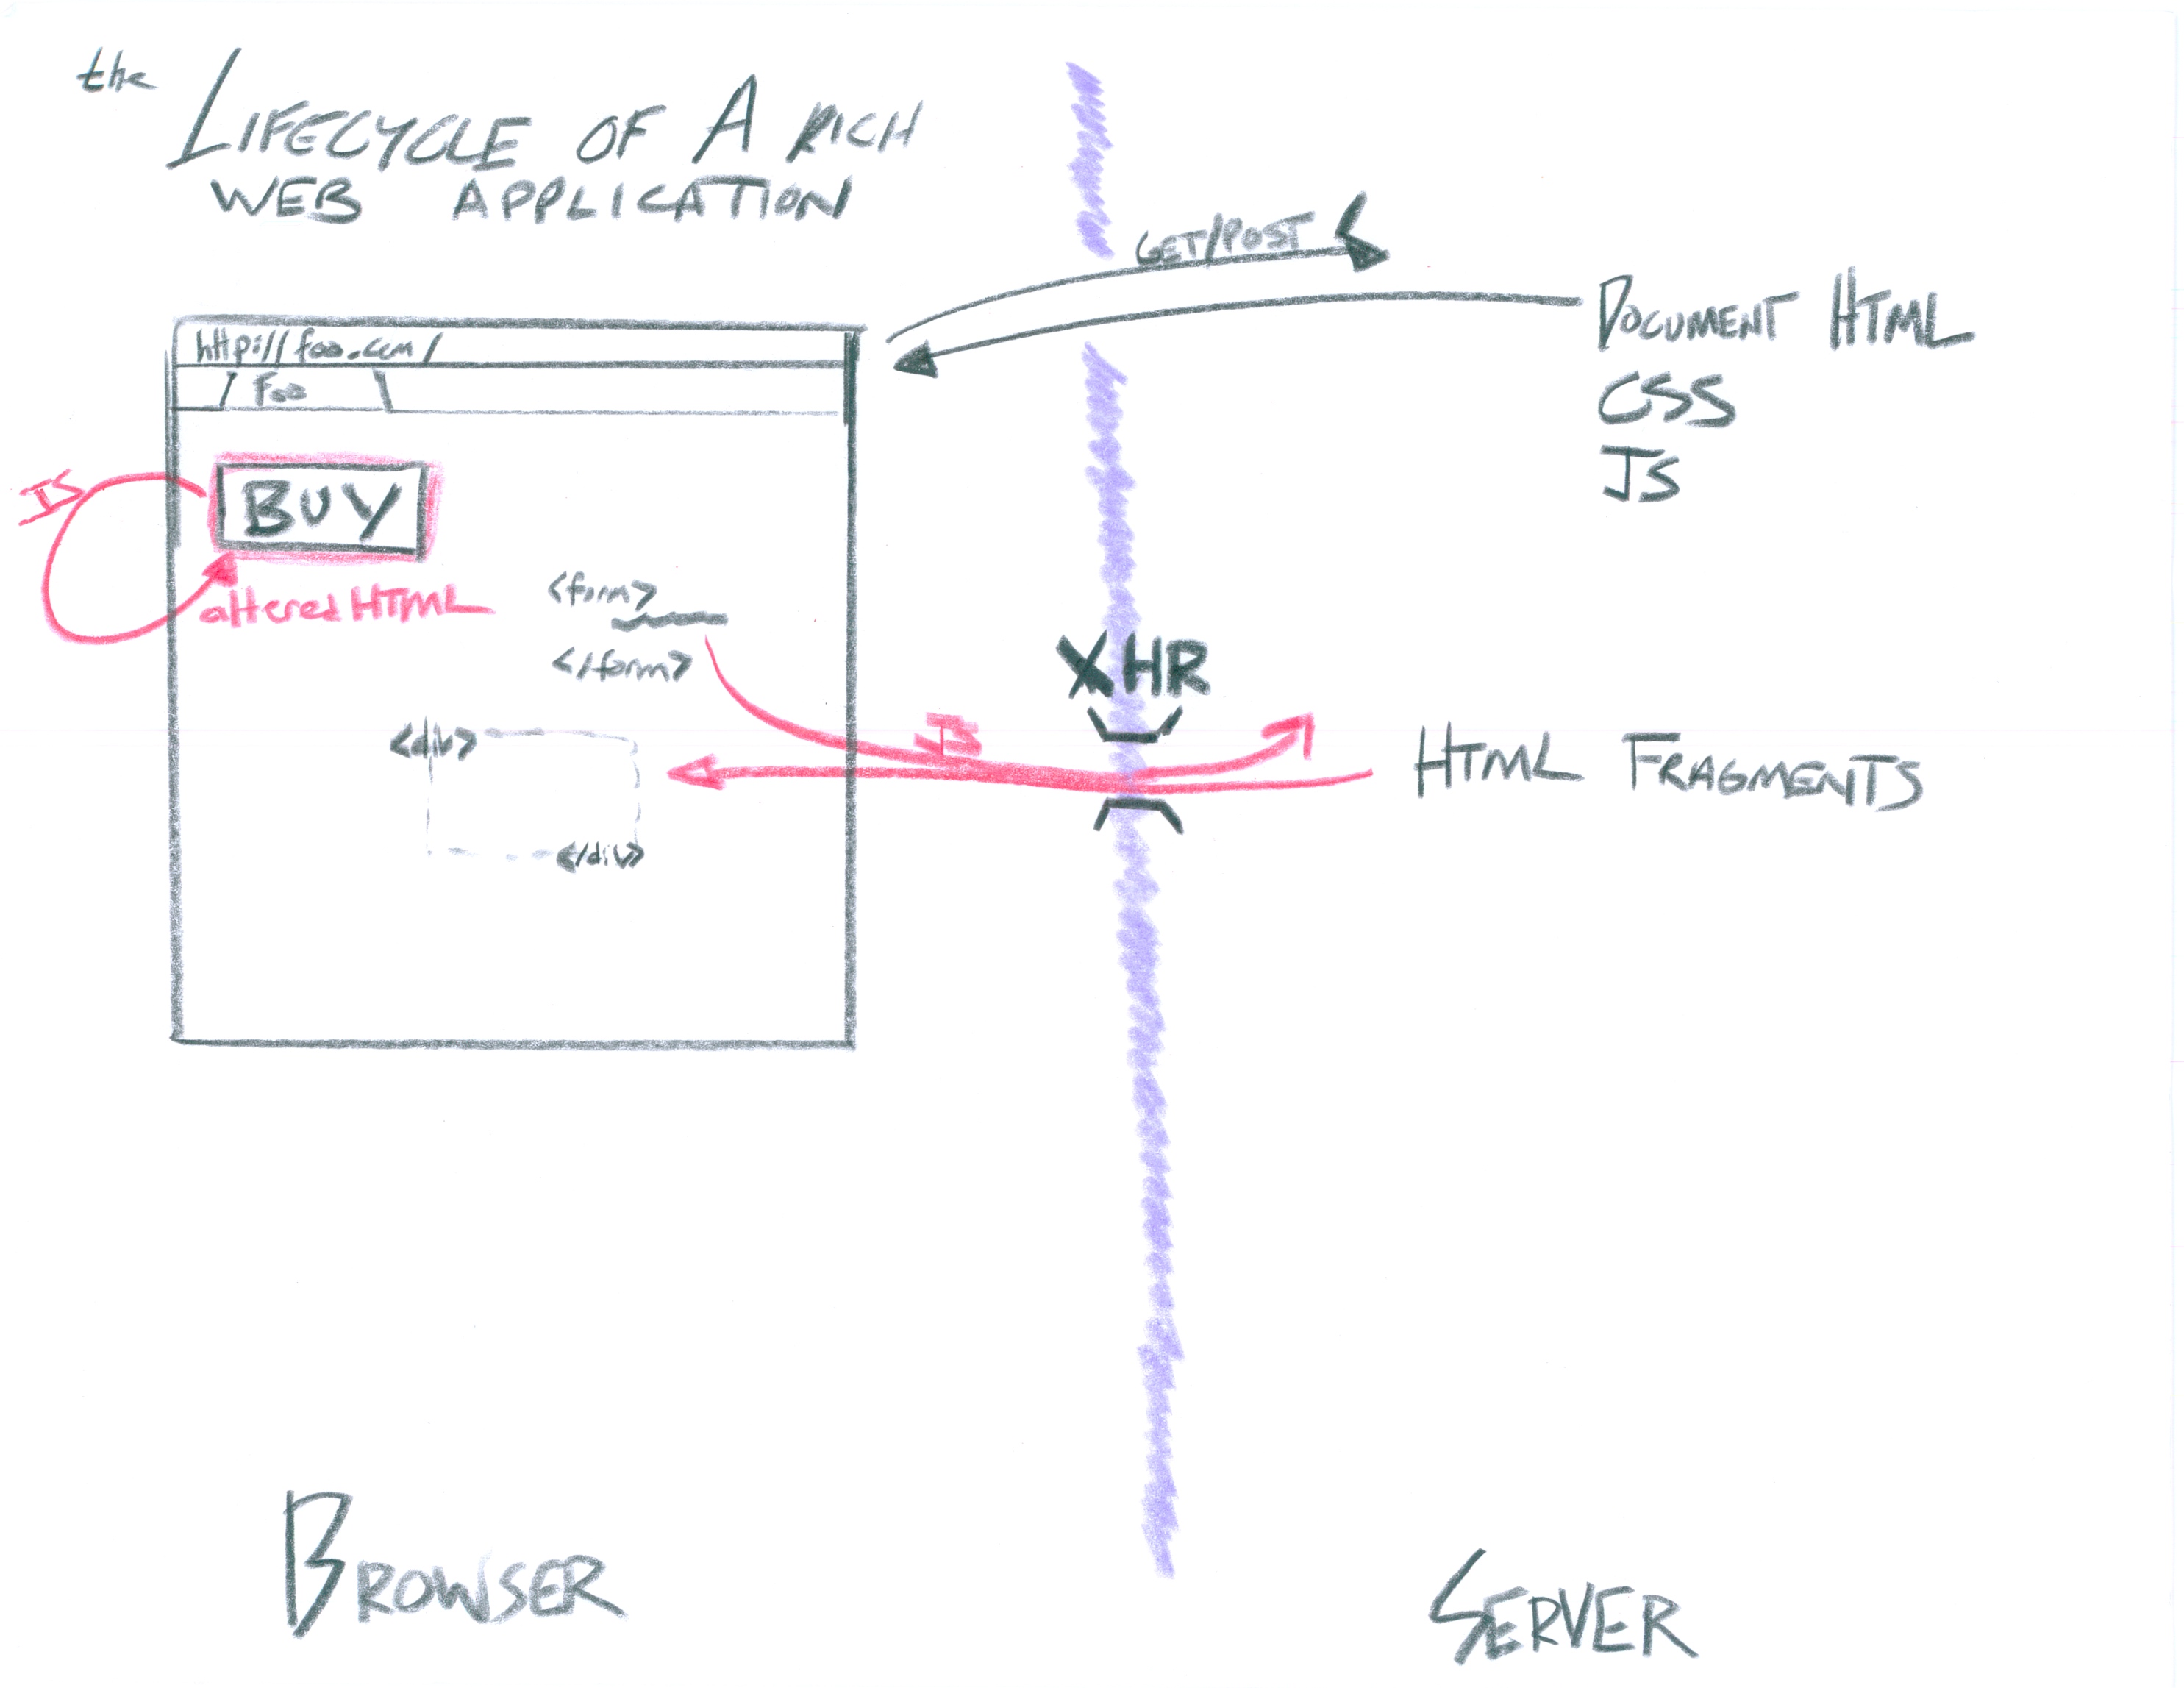 the
LIFECYCLE OF A RICH
WEB APPLICATION
GET/POST
DOCUMENT HTML
CSS
JS
http://foo.com/
Foo
JS
BUY
altered HTML
<form>
</form>
XHR
JS
<div>
</div>
HTML FRAGMENTS
BROWSER
SERVER